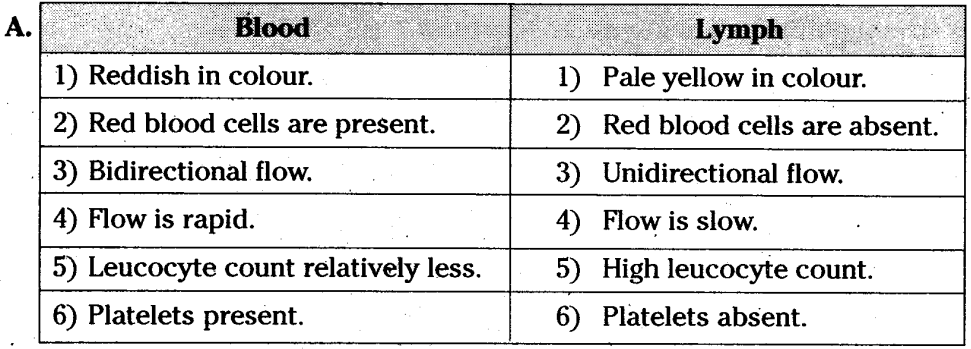 A. Blood Lymph
1) Reddish in colour. 1) Pale yellow in colour.
2) Red blood cells are present. 2) Red blood cells are absent.
3) Bidirectional flow. 3) Unidirectional flow.
4) Flow is rapid. 4) Flow is slow.
5) Leucocyte count relatively less. 5) High leucocyte count.
6) Platelets present. 6) Platelets absent.